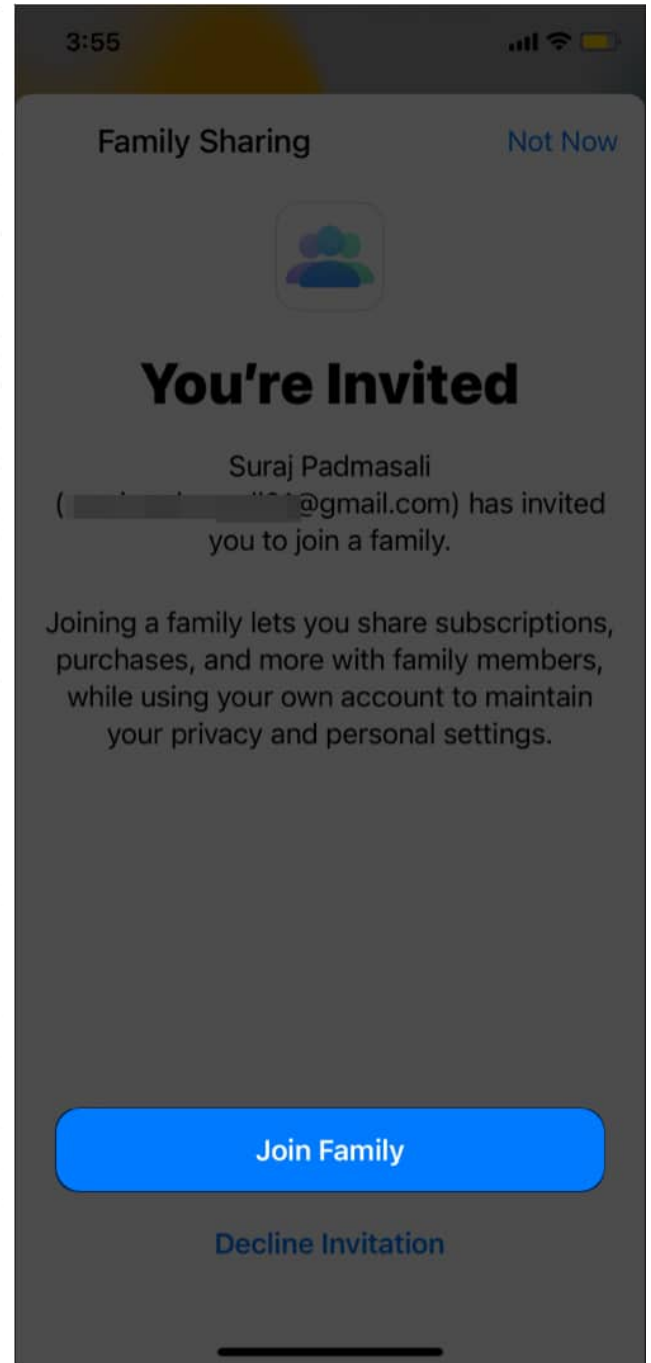 3:55
Family Sharing
Not Now
You're Invited
Suray Padmasali
( @gmail.com) has invited
you to join a family.
Joining a family lets you share subscriptions,
purchases, and more with family members,
while using your own account to maintain
your privacy and personal settings.
Join Family
Decline Invitation